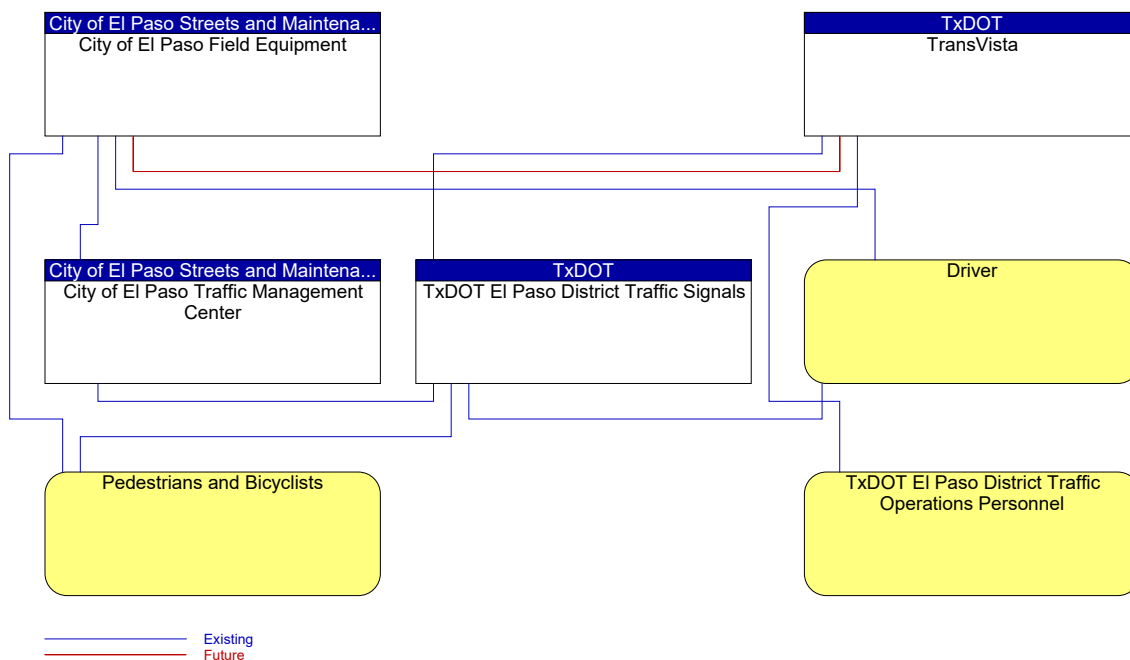 City of El Paso Streets and Maintena...
City of El Paso Field Equipment
TxDOT
TransVista
City of El Paso Streets and Maintena...
City of El Paso Traffic Management
Center
TxDOT
TxDOT El Paso District Traffic Signals
Driver
Pedestrians and Bicyclists
TxDOT El Paso District Traffic
Operations Personnel
Existing
Future